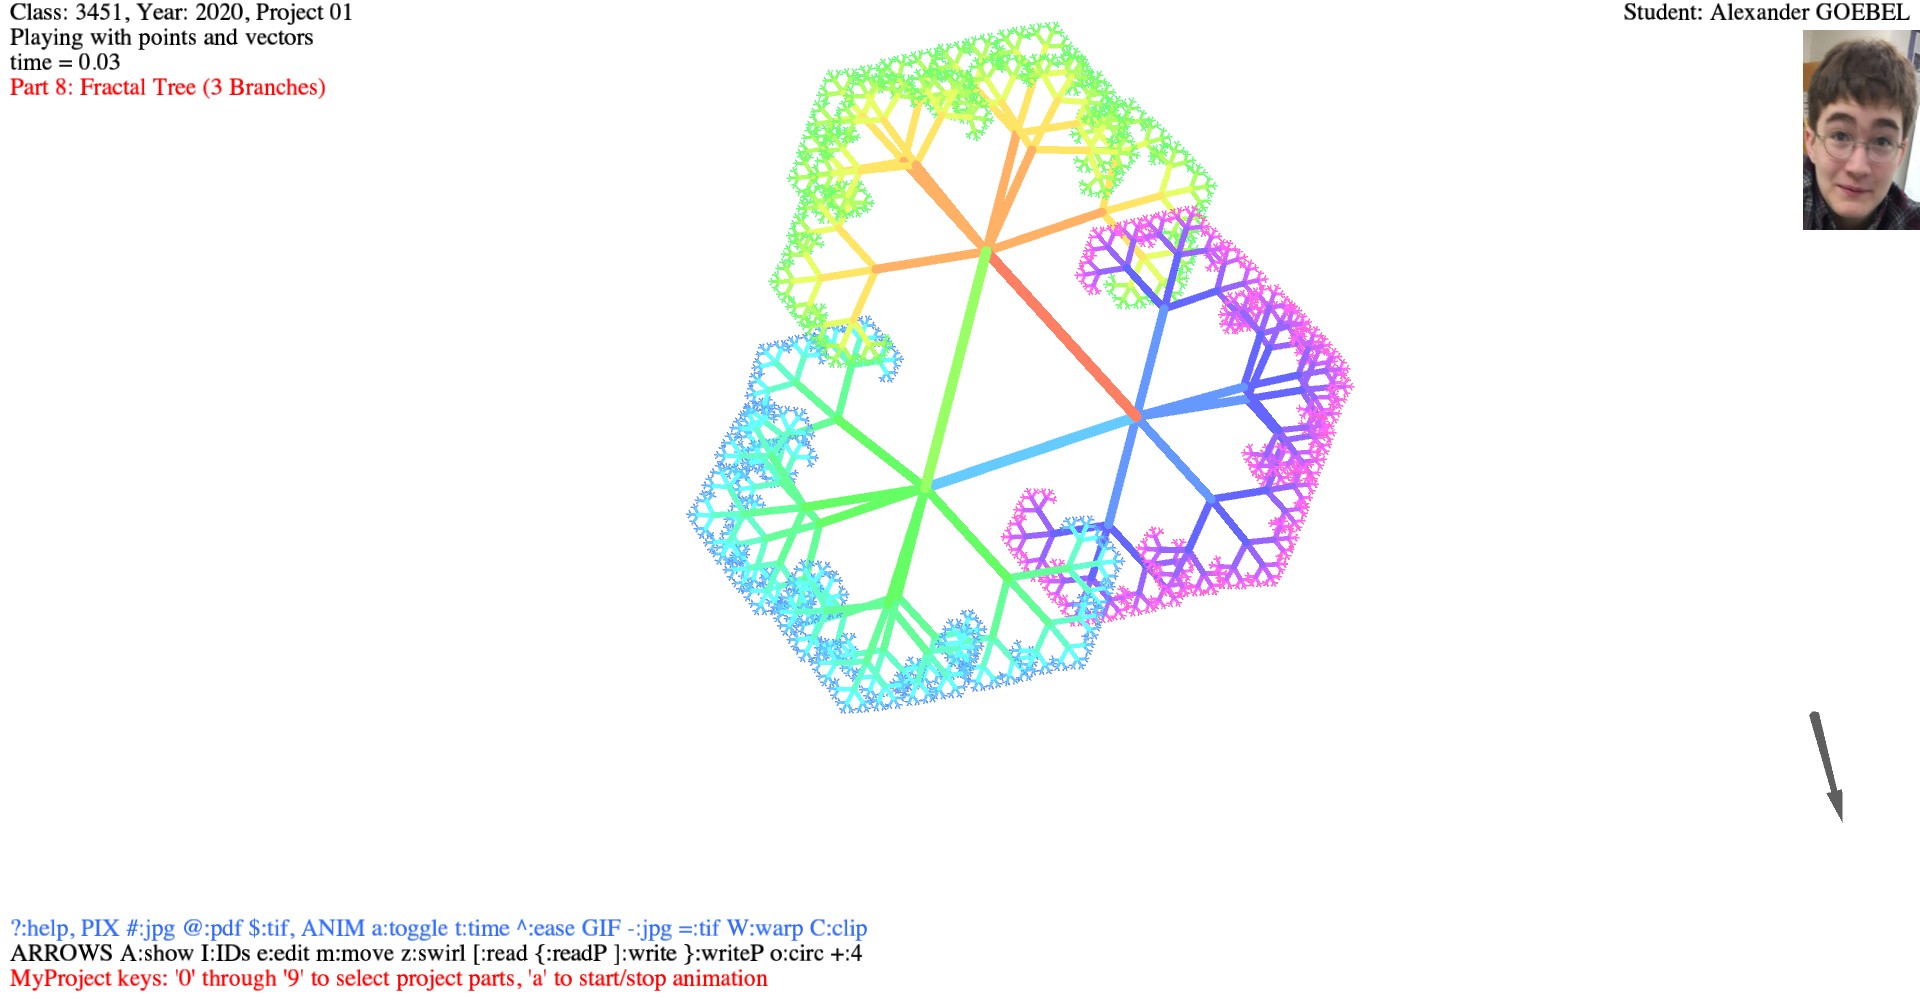 Class: 3451, Year: 2020, Project 01
Student: Alexander GOEBEL
Playing with points and vectors
time = 0.03
Part 8: Fractal Tree (3 Branches)
?:help, PIX #:jpg @:pdf $:tif, ANIM a:toggle t:time ^:ease GIF -:jpg =:tif W:warp C:clip
ARROWS A:show I:IDs e:edit m:move z:swirl [:read {:readP ]:write }:writeP o:circ +:4
MyProject keys: '0' through '9' to select project parts, 'a' to start/stop animation